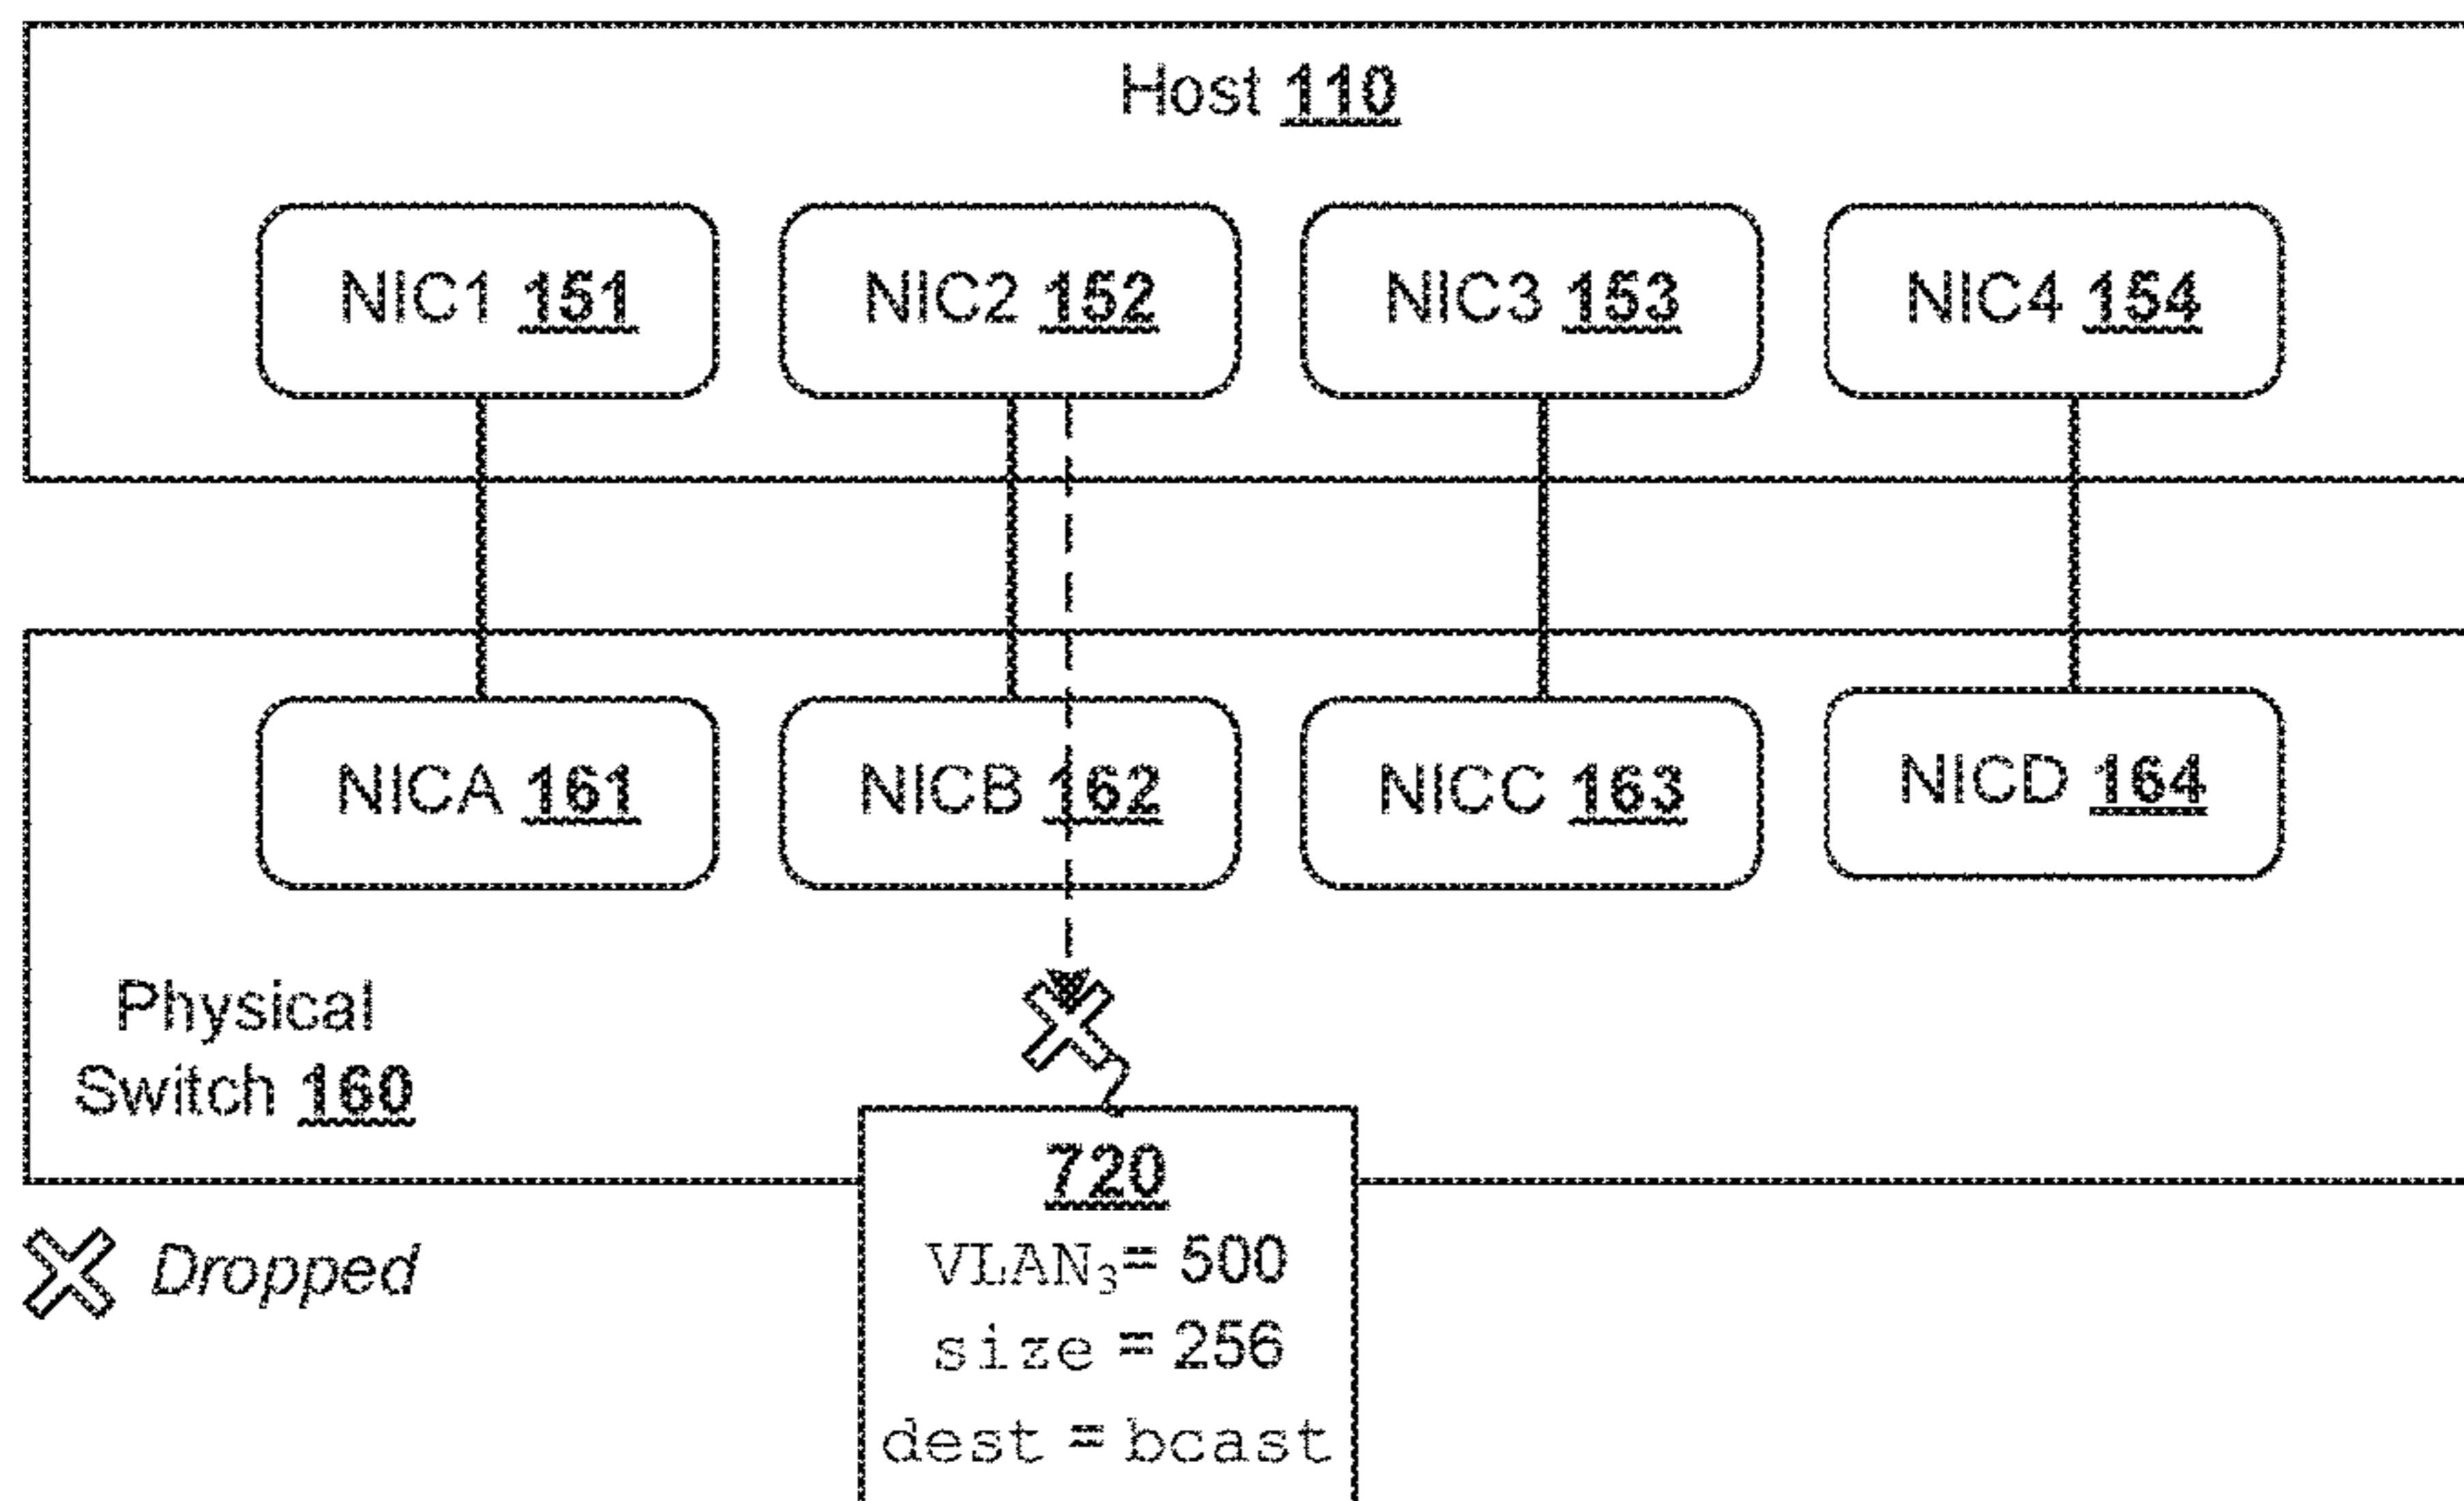 Host 110
NIC1 151
NIC2 152
NIC3 153
NIC4 154
NICA 161
NICB 162
NICC 163
NICD 164
Physical
Switch 160
720
VLAN₃= 500
size = 256
dest = bcast
Dropped